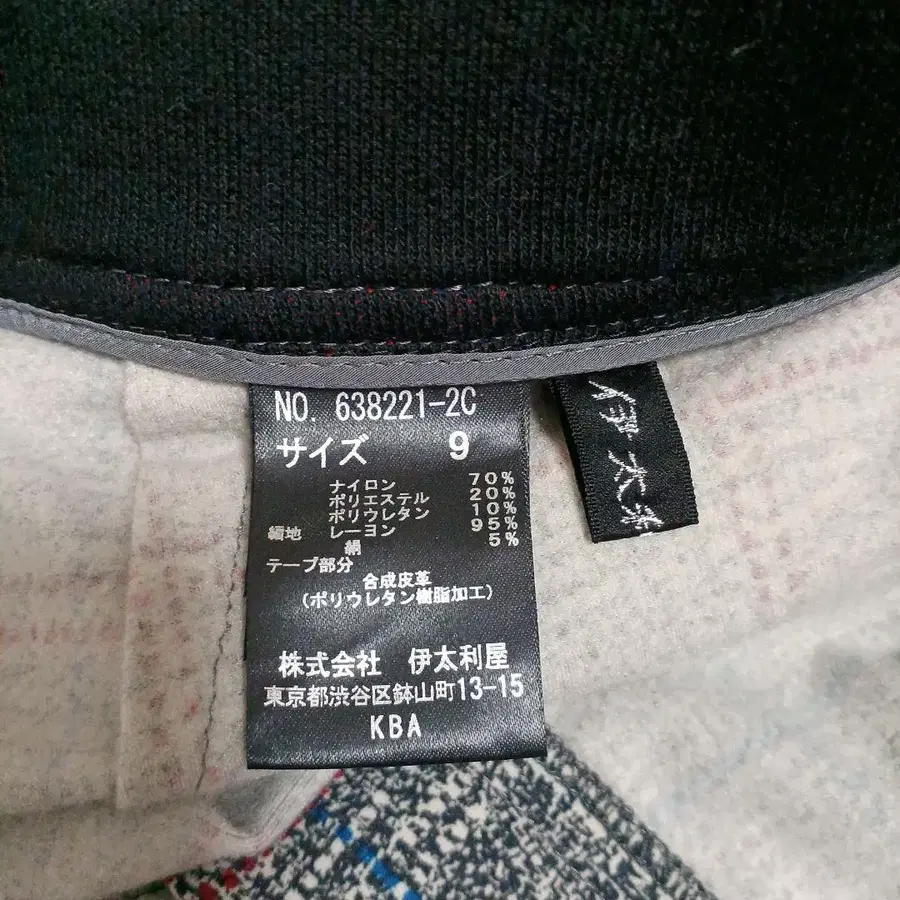 NO. 638221-2C
サイズ 9
ナイロン 70%
ポリエステル 20%
ポリウレタン 10%
編地 レーヨン 95%
絹 5%
テープ部分
合成皮革
(ポリウレタン樹脂加工)
株式会社 伊太利屋
東京都渋谷区鉢山町13-15
KBA
伊太利